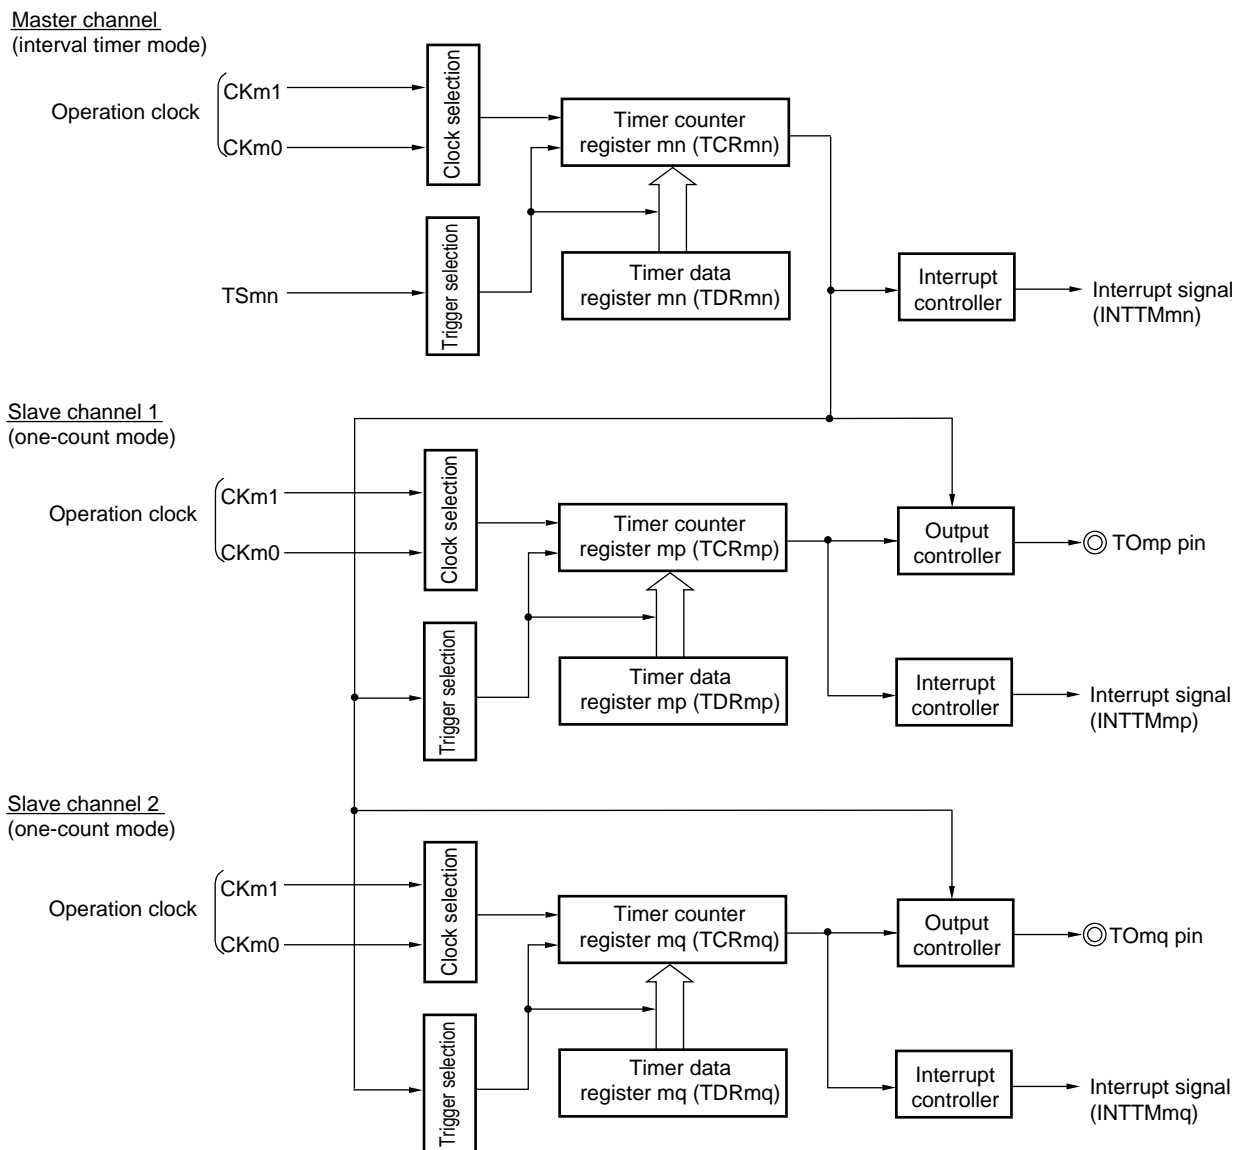 Master channel
(interval timer mode)
Operation clock
CKm1
CKm0
Clock selection
Timer counter
register mn (TCRmn)
TSmn
Trigger selection
Timer data
register mn (TDRmn)
Interrupt
controller
Interrupt signal
(INTTMmn)
Slave channel 1
(one-count mode)
Operation clock
CKm1
CKm0
Clock selection
Timer counter
register mp (TCRmp)
Output
controller
TOmp pin
Trigger selection
Timer data
register mp (TDRmp)
Interrupt
controller
Interrupt signal
(INTTMmp)
Slave channel 2
(one-count mode)
Operation clock
CKm1
CKm0
Clock selection
Timer counter
register mq (TCRmq)
Output
controller
TOmq pin
Trigger selection
Timer data
register mq (TDRmq)
Interrupt
controller
Interrupt signal
(INTTMmq)